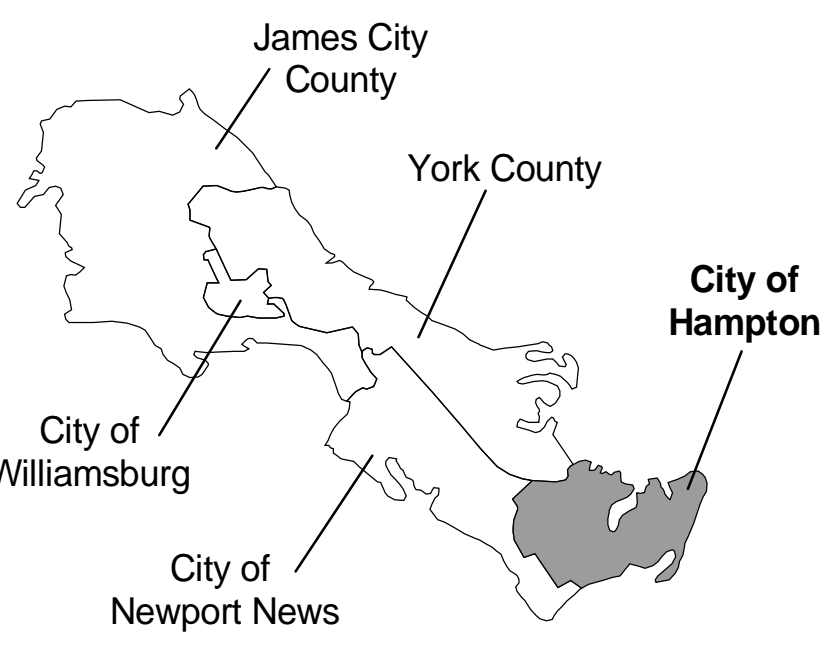 James City
County
York County
City of
Hampton
City of
Williamsburg
City of
Newport News